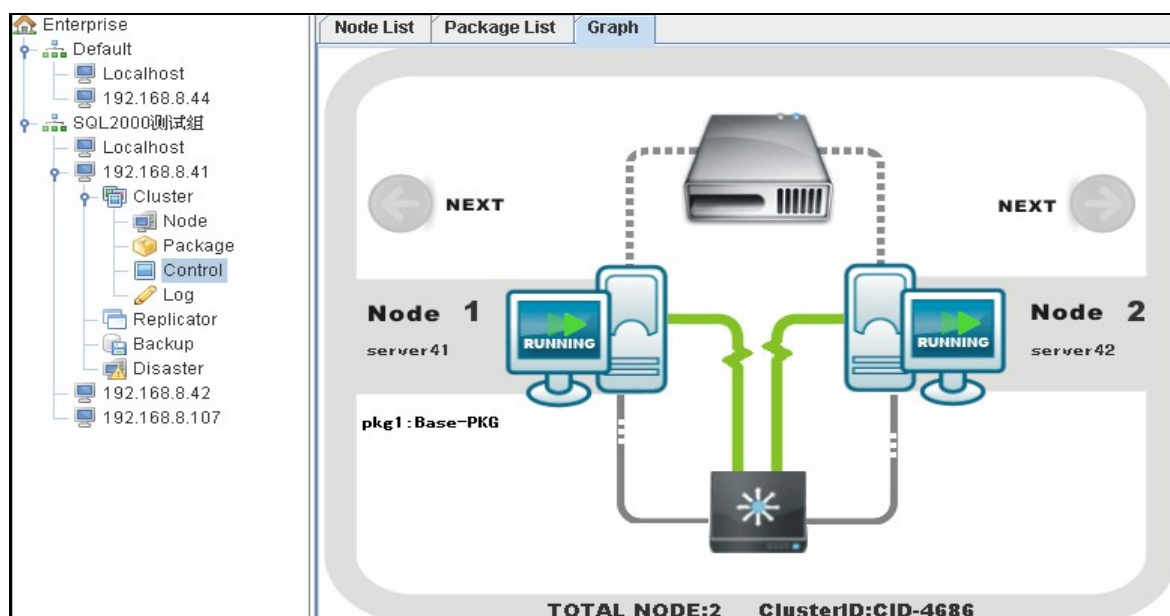 Enterprise
Default
Localhost
192.168.8.44
SQL2000测试组
Localhost
192.168.8.41
Cluster
Node
Package
Control
Log
Replicator
Backup
Disaster
192.168.8.42
192.168.8.107
Node List Package List Graph
NEXT NEXT
Node 1 Node 2
RUNNING RUNNING
server41 server42
pkg1:Base-PKG
TOTAL NODE:2 ClusterID:CID-4686